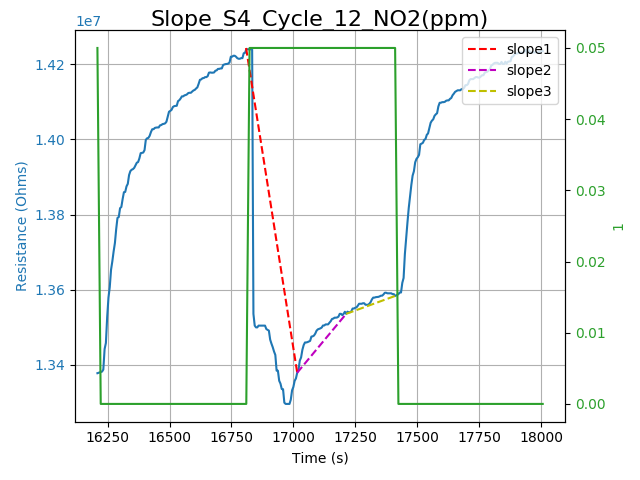 Slope_S4_Cycle_12_NO2(ppm)
1e7
slope1
slope2
slope3
1.42
1.40
1.38
1.36
1.34
Resistance (Ohms)
0.05
0.04
0.03
0.02
0.01
0.00
1
16250 16500 16750 17000 17250 17500 17750 18000
Time (s)